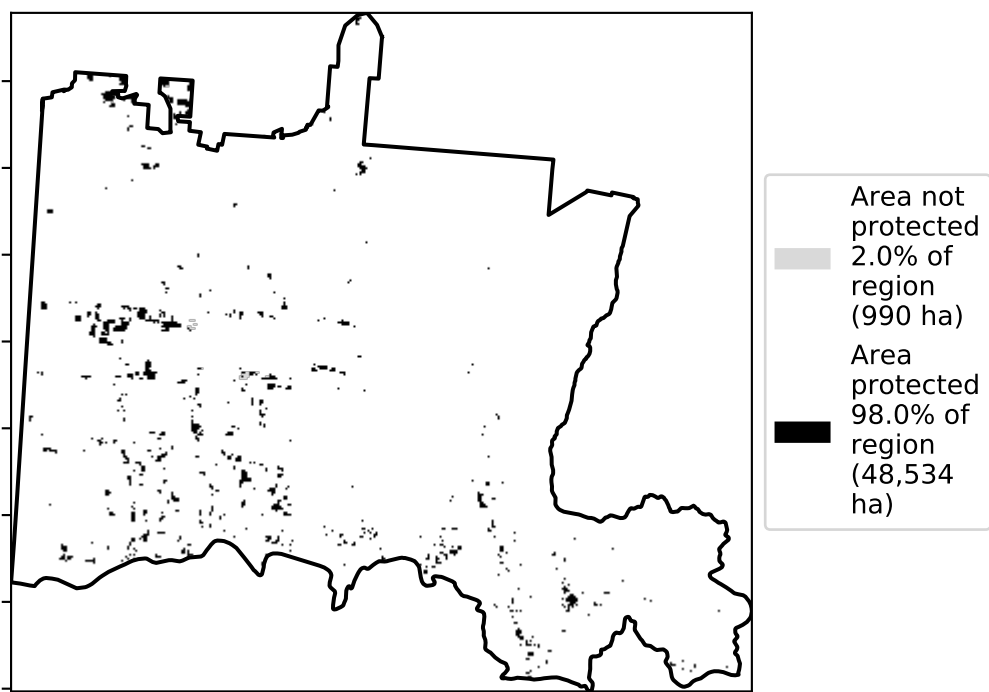 Area not
protected
2.0% of
region
(990 ha)
Area
protected
98.0% of
region
(48,534
ha)